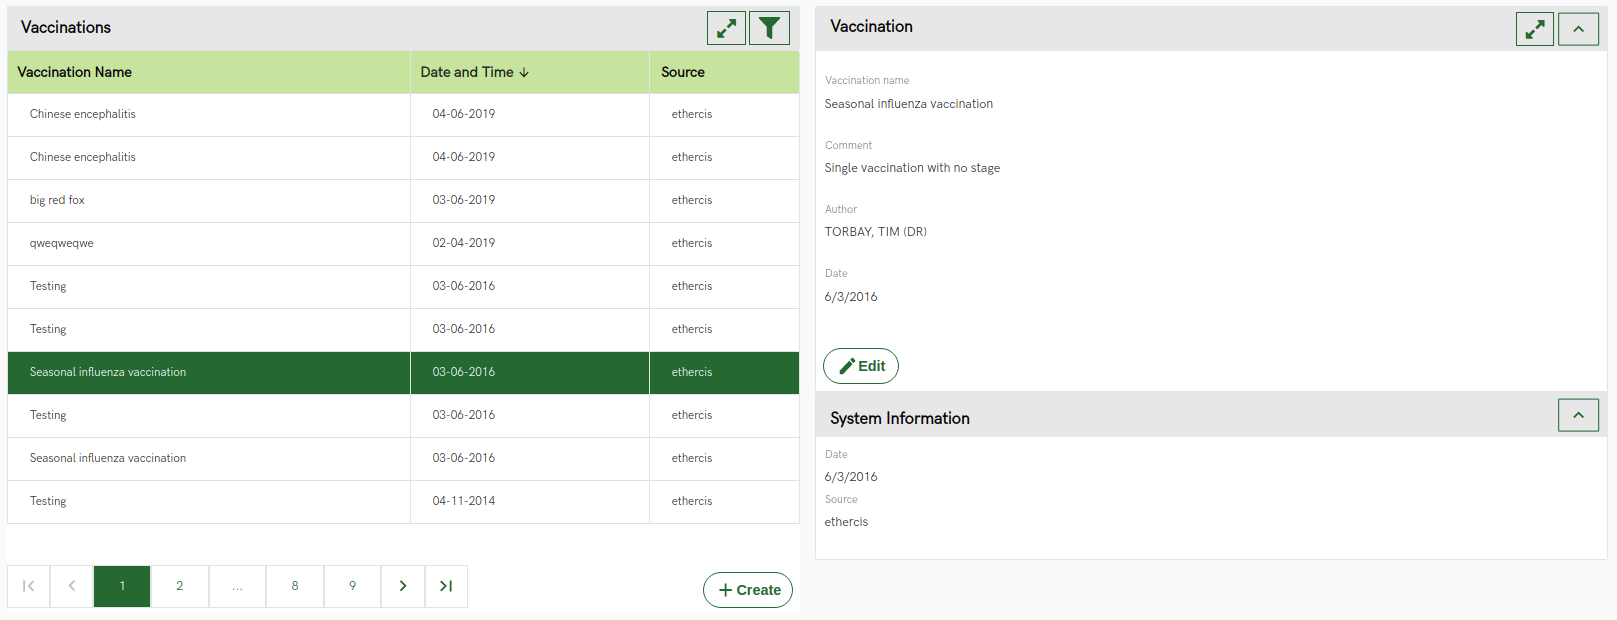 Vaccinations
Vaccination Name Date and Time Source
Chinese encephalitis 04-06-2019 ethercis
Chinese encephalitis 04-06-2019 ethercis
big red fox 03-06-2019 ethercis
qweqweqwe 02-04-2019 ethercis
Testing 03-06-2016 ethercis
Testing 03-06-2016 ethercis
Seasonal influenza vaccination 03-06-2016 ethercis
Testing 03-06-2016 ethercis
Seasonal influenza vaccination 03-06-2016 ethercis
Testing 04-11-2014 ethercis
1 2 ... 8 9
Create
Vaccination
Vaccination name
Seasonal influenza vaccination
Comment
Single vaccination with no stage
Author
TORBAY, TIM (DR)
Date
6/3/2016
Edit
System Information
Date
6/3/2016
Source
ethercis